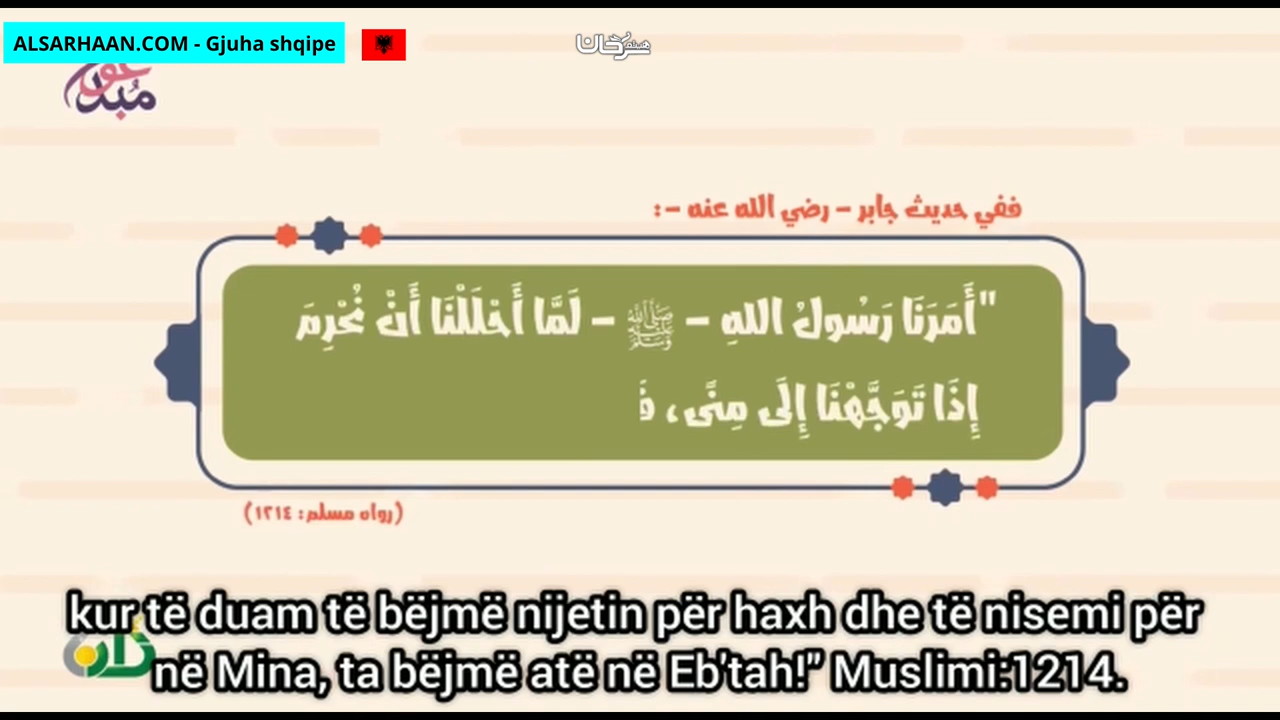 ALSARHAAN.COM - Gjuha shqipe
مبدعون
ففي حديث جابر - رضي الله عنه -:
"أَمَرَنَا رَسُولُ اللهِ - ﷺ - لَمَّا أَحْلَلْنَا أَنْ نُحْرِمَ
إِذَا تَوَجَّهْنَا إِلَى مِنًى، فَ
(رواه مسلم: ١٢١٤)
kur të duam të bëjmë nijetin për haxh dhe të nisemi për
në Mina, ta bëjmë atë në Eb'tah!" Muslimi:1214.